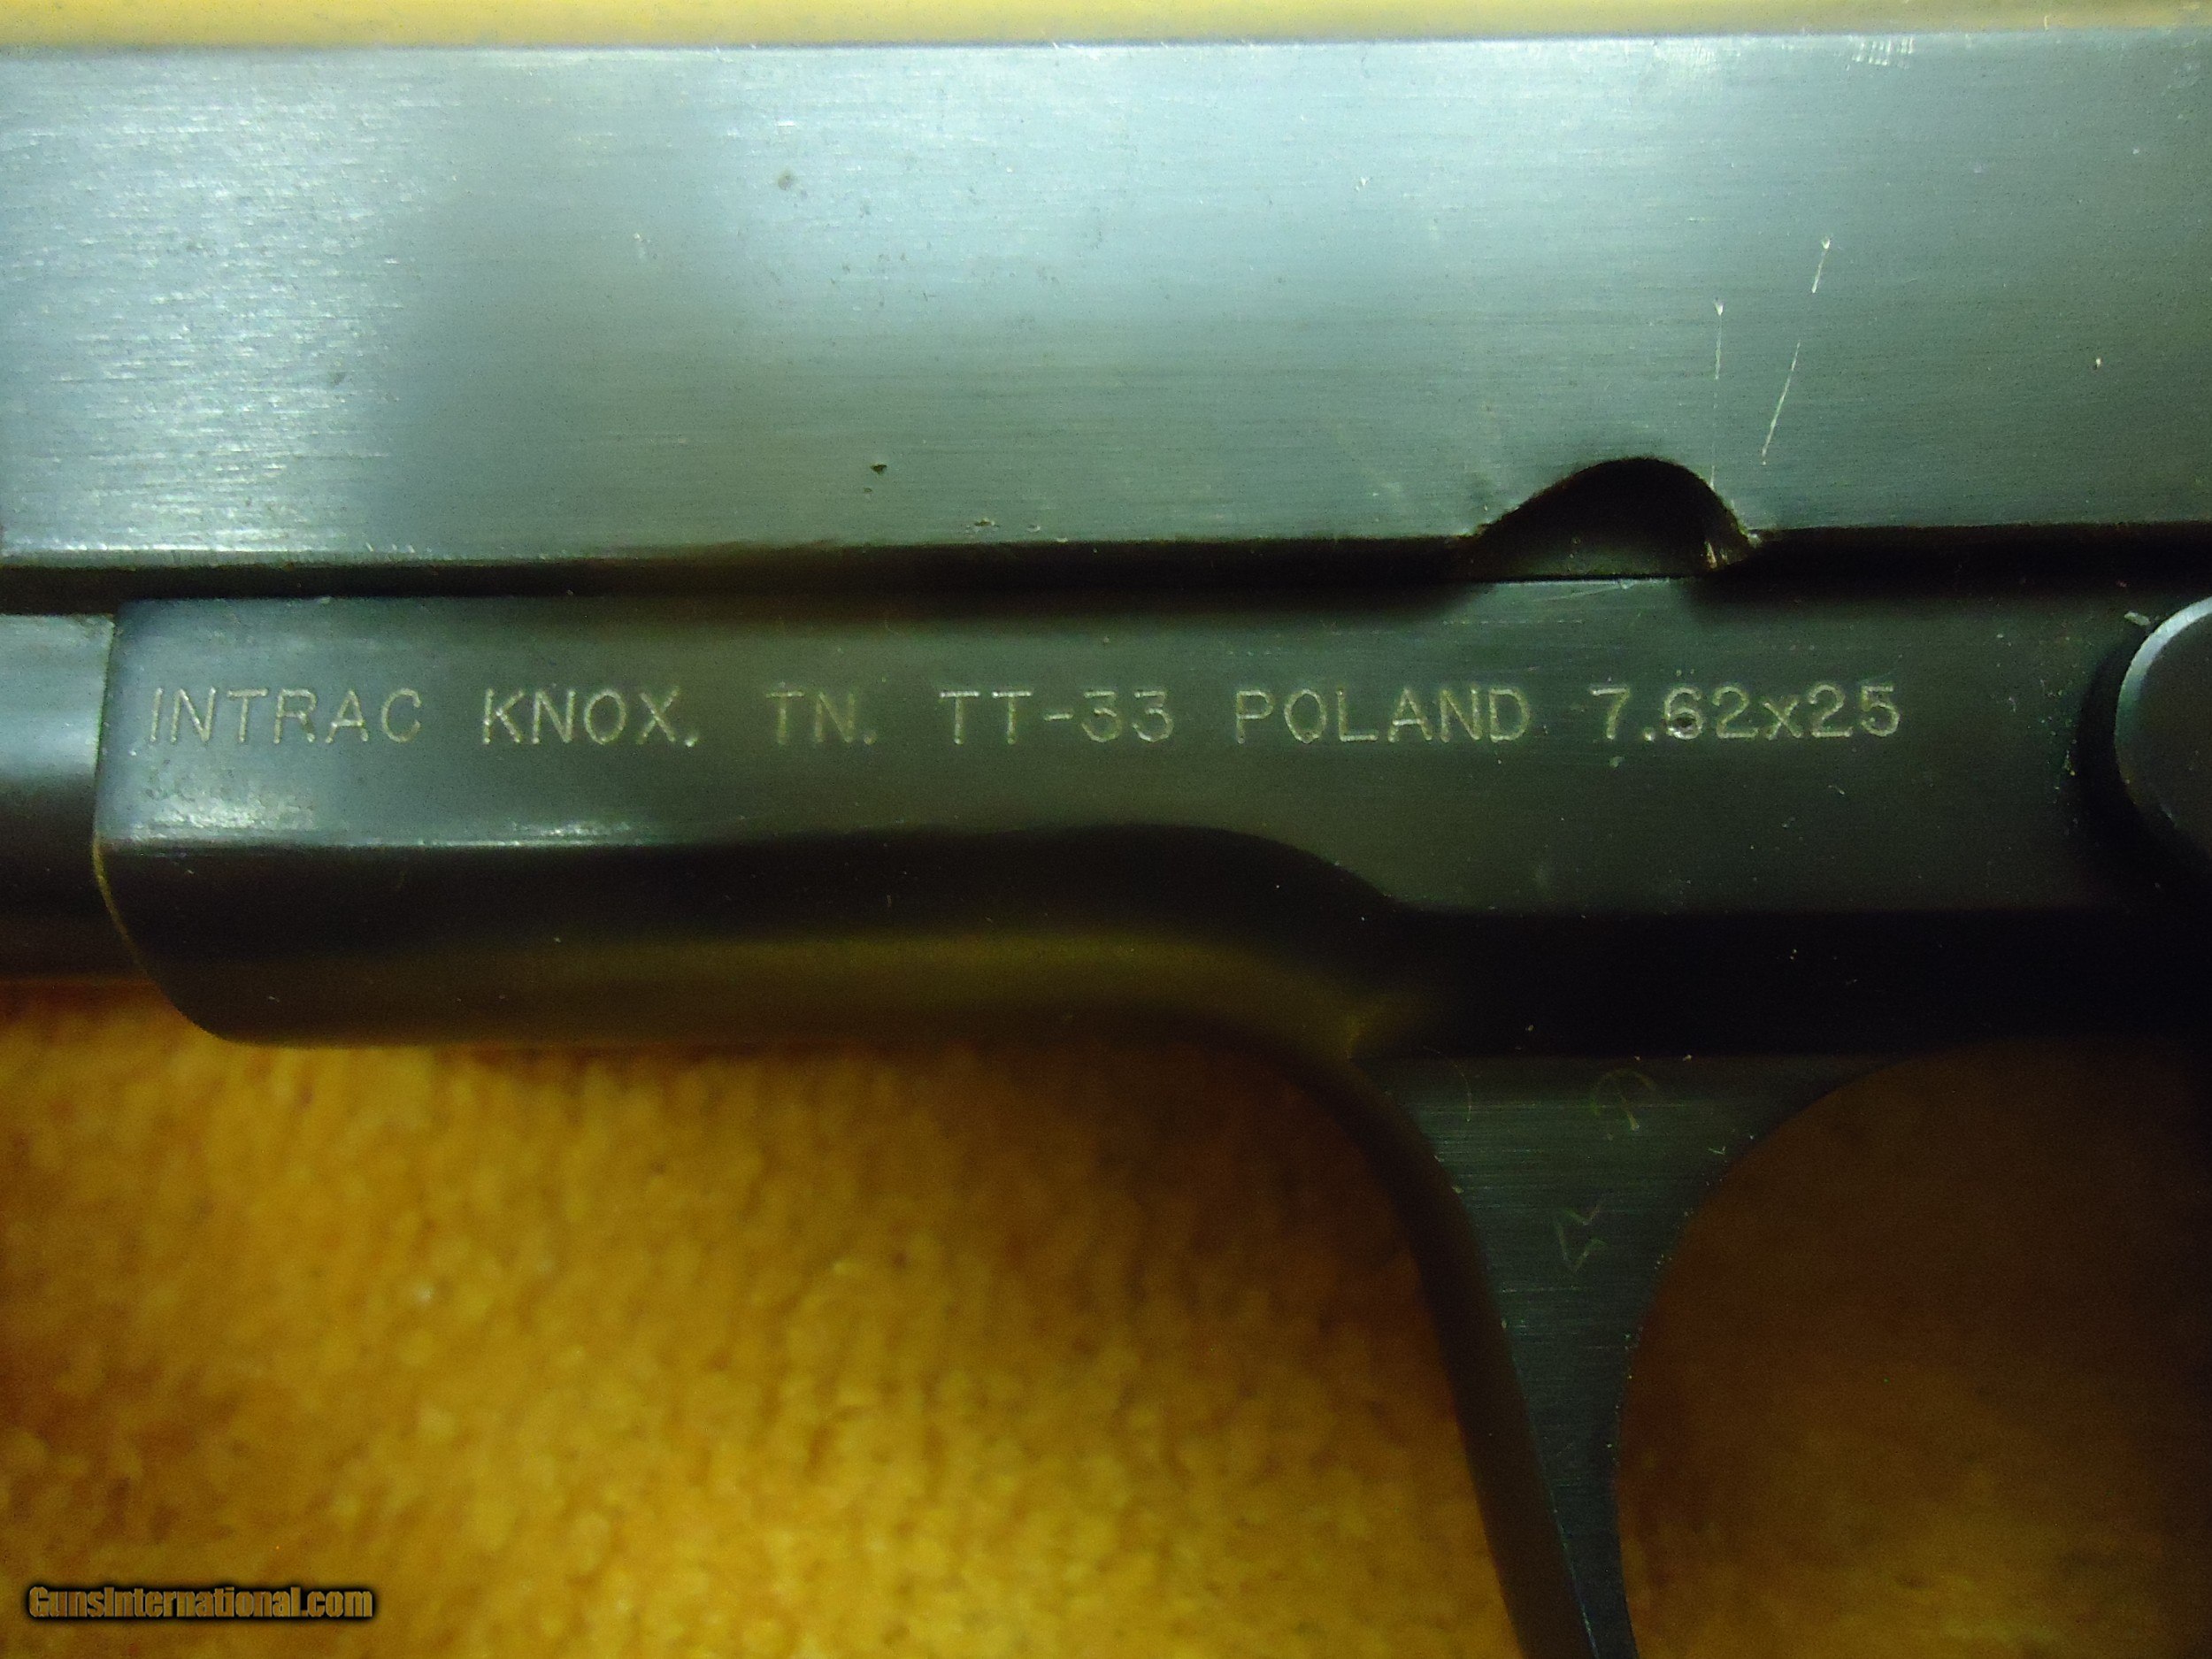 INTRAC KNOX, TN. TT-33 POLAND 7.62x25
GunsInternational.com